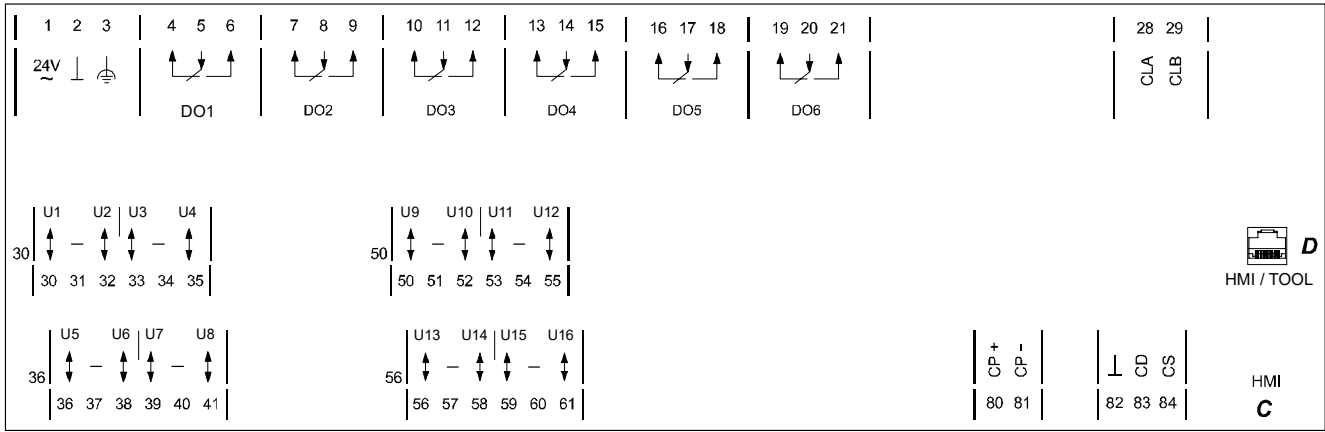 1 2 3 4 5 6 7 8 9 10 11 12 13 14 15 16 17 18 19 20 21 28 29
24V
~
DO1 DO2 DO3 DO4 DO5 DO6 CLA CLB
U1 U2 U3 U4 U9 U10 U11 U12
30 – – 50 – –
30 31 32 33 34 35 50 51 52 53 54 55
D
HMI / TOOL
U5 U6 U7 U8 U13 U14 U15 U16 CP + CP - CD CS
36 – – 56 – –
HMI
36 37 38 39 40 41 56 57 58 59 60 61 80 81 82 83 84
C